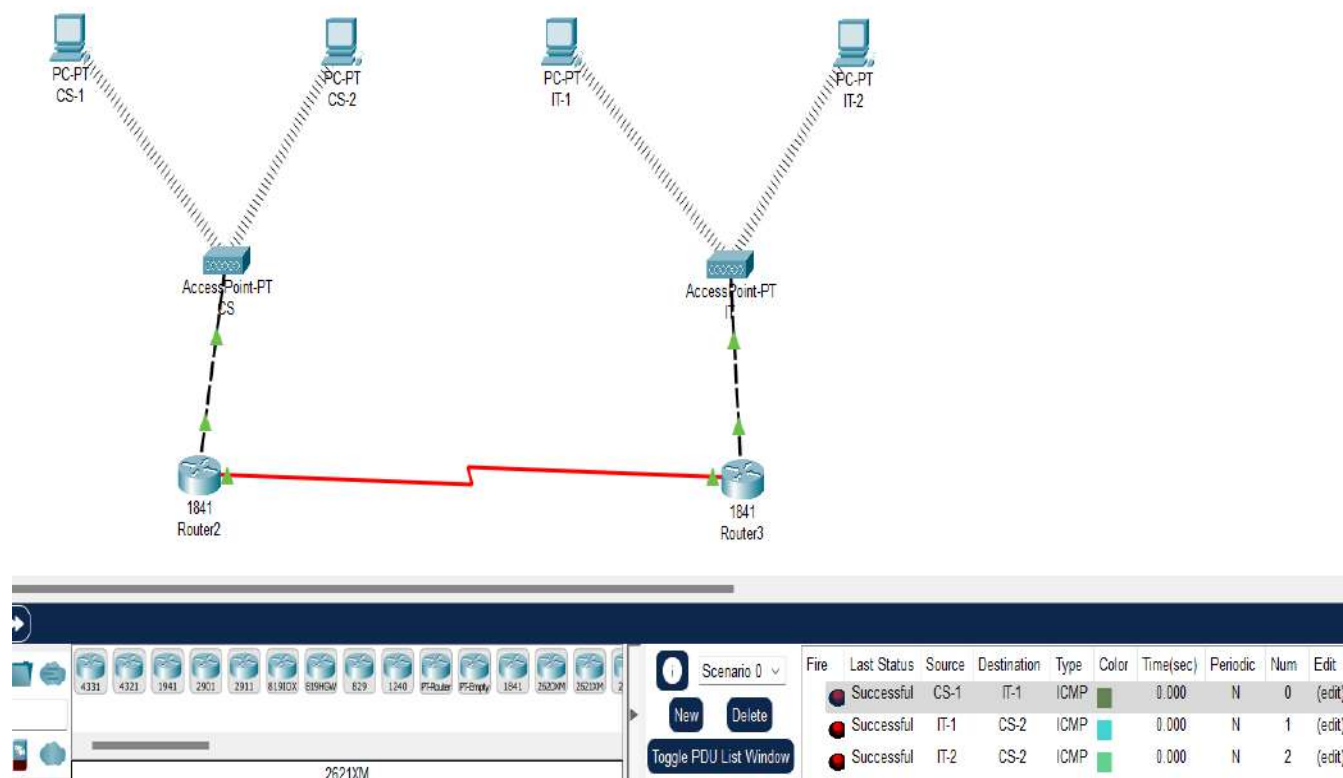 PC-PT
CS-1
PC-PT
CS-2
PC-PT
IT-1
PC-PT
IT-2
AccessPoint-PT
CS
AccessPoint-PT
IT
1841
Router2
1841
Router3
4331 4321 1941 2901 2911 819IOX 819HGW 829 1240 PT-Router PT-Empty 1841 2620XM 2621XM 2
2621XM
Scenario 0
New Delete
Toggle PDU List Window
Fire Last Status Source Destination Type Color Time(sec) Periodic Num Edit
Successful CS-1 IT-1 ICMP 0.000 N 0 (edit)
Successful IT-1 CS-2 ICMP 0.000 N 1 (edit)
Successful IT-2 CS-2 ICMP 0.000 N 2 (edit)